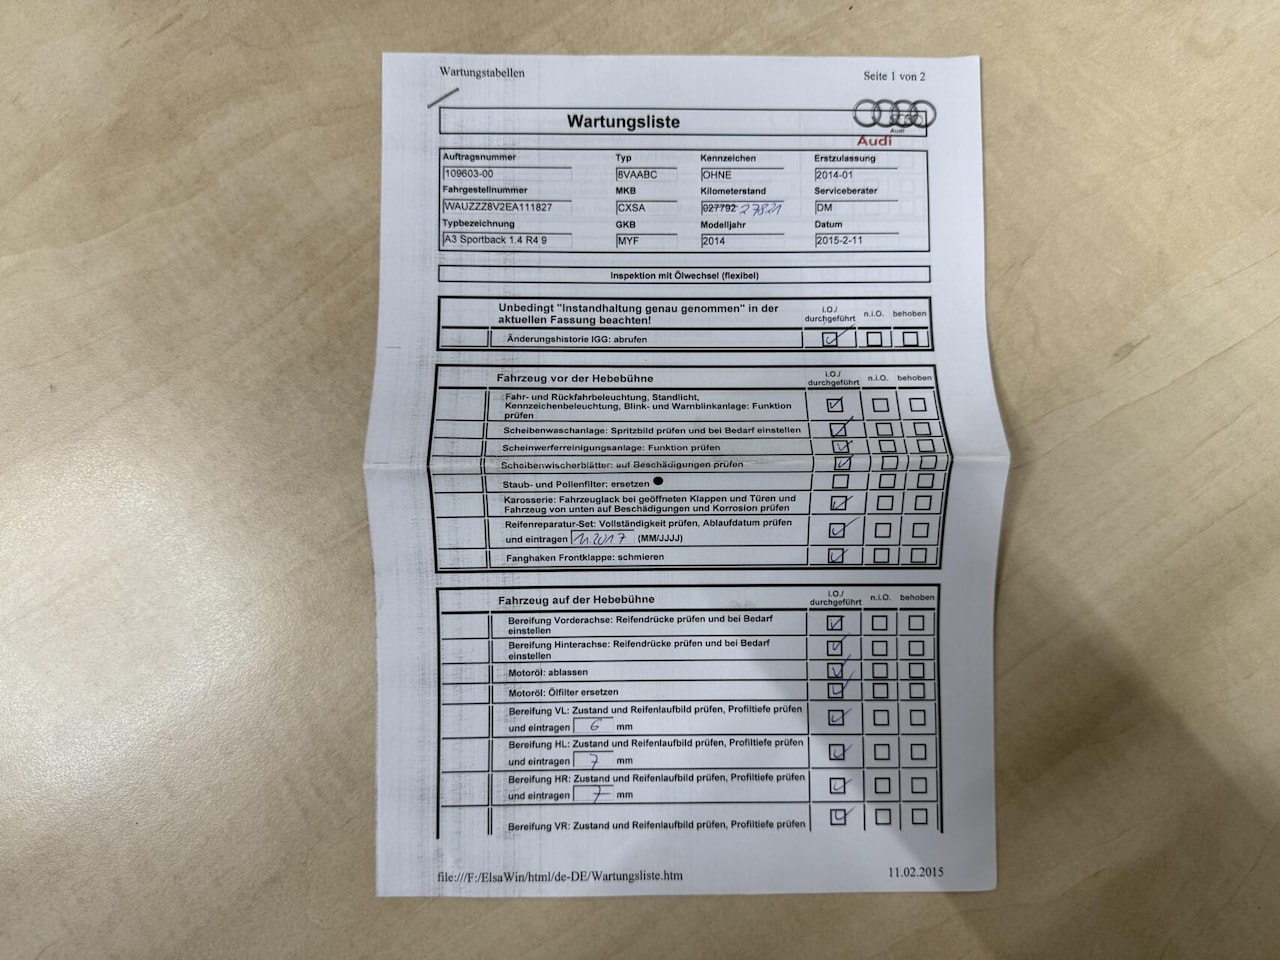 Wartungstabellen
Seite 1 von 2
Wartungsliste
Audi
Audi
Auftragsnummer Typ Kennzeichen Erstzulassung
109603-00 8VAABC OHNE 2014-01
Fahrgestellnummer MKB Kilometerstand Serviceberater
WAUZZZ8V2EA111827 CXSA 027792 27821 DM
Typbezeichnung GKB Modelljahr Datum
A3 Sportback 1.4 R4 9 MYF 2014 2015-2-11
Inspektion mit Ölwechsel (flexibel)
Unbedingt "Instandhaltung genau genommen" in der
aktuellen Fassung beachten!
i.O./
durchgeführt n.i.O. behoben
Änderungshistorie IGG: abrufen
Fahrzeug vor der Hebebühne
i.O./
durchgeführt n.i.O. behoben
Fahr- und Rückfahrbeleuchtung, Standlicht,
Kennzeichenbeleuchtung, Blink- und Warnblinkanlage: Funktion
prüfen
Scheibenwaschanlage: Spritzbild prüfen und bei Bedarf einstellen
Scheinwerferreinigungsanlage: Funktion prüfen
Scheibenwischerblätter: auf Beschädigungen prüfen
Staub- und Pollenfilter: ersetzen
Karosserie: Fahrzeuglack bei geöffneten Klappen und Türen und
Fahrzeug von unten auf Beschädigungen und Korrosion prüfen
Reifenreparatur-Set: Vollständigkeit prüfen, Ablaufdatum prüfen
und eintragen 11.2017 (MM/JJJJ)
Fanghaken Frontklappe: schmieren
Fahrzeug auf der Hebebühne
i.O./
durchgeführt n.i.O. behoben
Bereifung Vorderachse: Reifendrücke prüfen und bei Bedarf
einstellen
Bereifung Hinterachse: Reifendrücke prüfen und bei Bedarf
einstellen
Motoröl: ablassen
Motoröl: Ölfilter ersetzen
Bereifung VL: Zustand und Reifenlaufbild prüfen, Profiltiefe prüfen
und eintragen 6 mm
Bereifung HL: Zustand und Reifenlaufbild prüfen, Profiltiefe prüfen
und eintragen 7 mm
Bereifung HR: Zustand und Reifenlaufbild prüfen, Profiltiefe prüfen
und eintragen 7 mm
Bereifung VR: Zustand und Reifenlaufbild prüfen, Profiltiefe prüfen
file:///F:/ElsaWin/html/de-DE/Wartungsliste.htm
11.02.2015